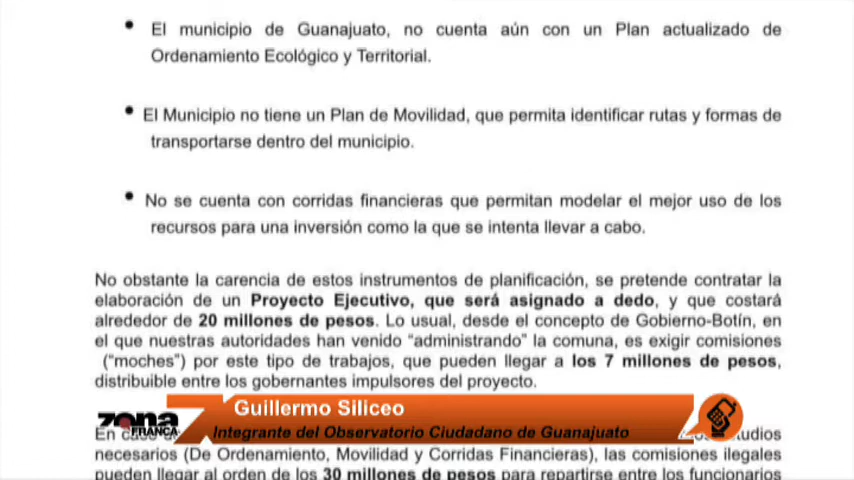 • El municipio de Guanajuato, no cuenta aún con un Plan actualizado de
Ordenamiento Ecológico y Territorial.
• El Municipio no tiene un Plan de Movilidad, que permita identificar rutas y formas de
transportarse dentro del municipio.
• No se cuenta con corridas financieras que permitan modelar el mejor uso de los
recursos para una inversión como la que se intenta llevar a cabo.
No obstante la carencia de estos instrumentos de planificación, se pretende contratar la
elaboración de un Proyecto Ejecutivo, que será asignado a dedo, y que costará
alrededor de 20 millones de pesos. Lo usual, desde el concepto de Gobierno-Botín, en
el que nuestras autoridades han venido “administrando” la comuna, es exigir comisiones
(“moches”) por este tipo de trabajos, que pueden llegar a los 7 millones de pesos,
distribuible entre los gobernantes impulsores del proyecto.
Guillermo Siliceo
zona
FRANCA
Integrante del Observatorio Ciudadano de Guanajuato
En
necesarios (De Ordenamiento, Movilidad y Corridas Financieras), las comisiones ilegales
pueden llegar al orden de los 30 millones de pesos para repartirse entre los funcionarios